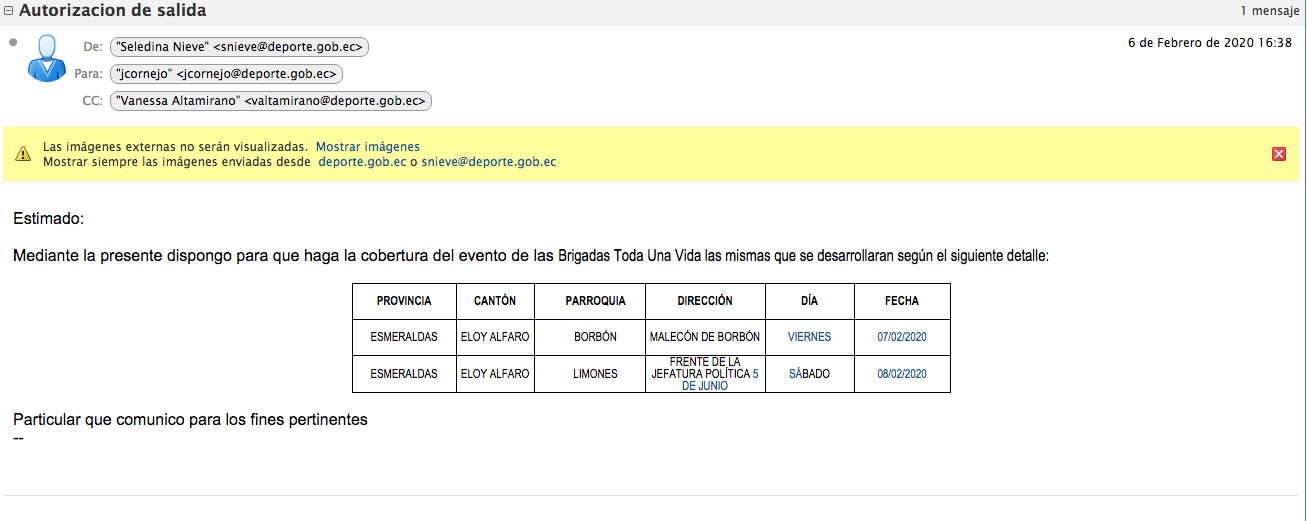 Autorizacion de salida
1 mensaje
De: "Seledina Nieve" <snieve@deporte.gob.ec>
6 de Febrero de 2020 16:38
Para: "jcornejo" <jcornejo@deporte.gob.ec>
CC: "Vanessa Altamirano" <valtamirano@deporte.gob.ec>
Las imágenes externas no serán visualizadas. Mostrar imágenes
Mostrar siempre las imágenes enviadas desde deporte.gob.ec o snieve@deporte.gob.ec
Estimado:
Mediante la presente dispongo para que haga la cobertura del evento de las Brigadas Toda Una Vida las mismas que se desarrollaran según el siguiente detalle:
PROVINCIA CANTÒN PARROQUIA DIRECCIÓN DÍA FECHA
ESMERALDAS ELOY ALFARO BORBÓN MALECÓN DE BORBÓN VIERNES 07/02/2020
ESMERALDAS ELOY ALFARO LIMONES FRENTE DE LA
JEFATURA POLÍTICA 5
DE JUNIO SÁBADO 08/02/2020
Particular que comunico para los fines pertinentes
--